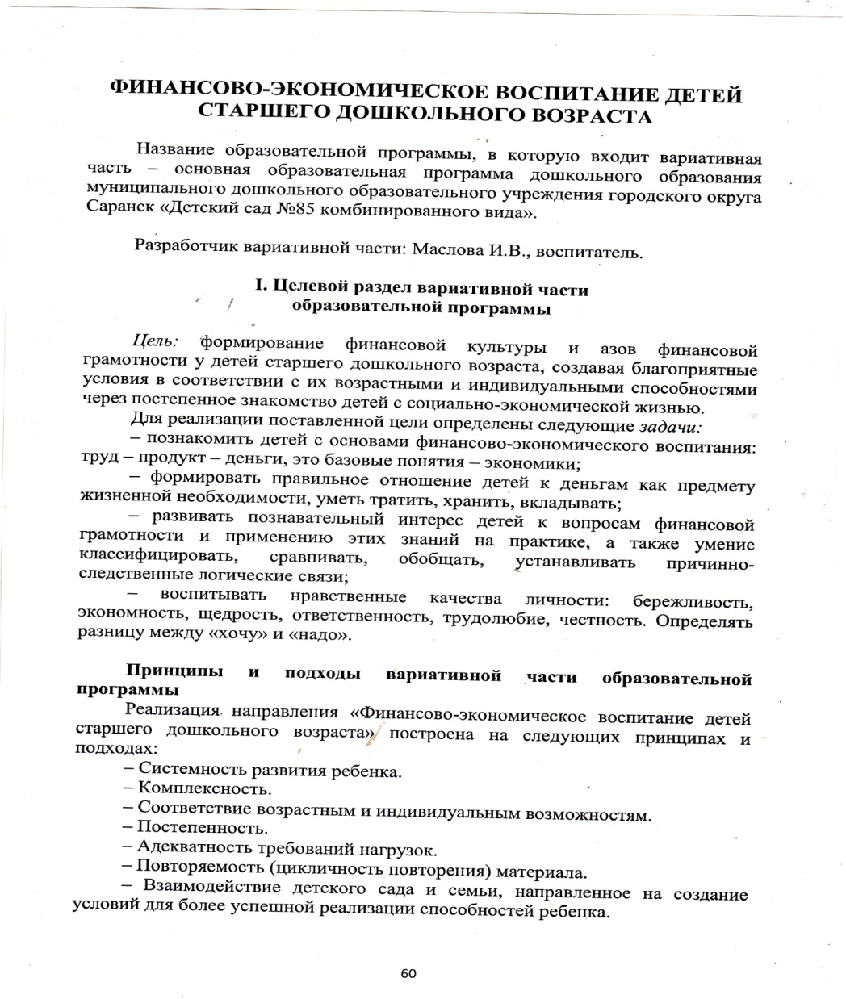 ФИНАНСОВО-ЭКОНОМИЧЕСКОЕ ВОСПИТАНИЕ ДЕТЕЙ
СТАРШЕГО ДОШКОЛЬНОГО ВОЗРАСТА
Название образовательной программы, в которую входит вариативная
часть – основная образовательная программа дошкольного образования
муниципального дошкольного образовательного учреждения городского округа
Саранск «Детский сад №85 комбинированного вида».
Разработчик вариативной части: Маслова И.В., воспитатель.
I. Целевой раздел вариативной части
образовательной программы
Цель: формирование финансовой культуры и азов финансовой
грамотности у детей старшего дошкольного возраста, создавая благоприятные
условия в соответствии с их возрастными и индивидуальными способностями
через постепенное знакомство детей с социально-экономической жизнью.
Для реализации поставленной цели определены следующие задачи:
– познакомить детей с основами финансово-экономического воспитания:
труд – продукт – деньги, это базовые понятия – экономики;
– формировать правильное отношение детей к деньгам как предмету
жизненной необходимости, уметь тратить, хранить, вкладывать;
– развивать познавательный интерес детей к вопросам финансовой
грамотности и применению этих знаний на практике, а также умение
классифицировать, сравнивать, обобщать, устанавливать причинно-
следственные логические связи;
– воспитывать нравственные качества личности: бережливость,
экономность, щедрость, ответственность, трудолюбие, честность. Определять
разницу между «хочу» и «надо».
Принципы и подходы вариативной части образовательной
программы
Реализация направления «Финансово-экономическое воспитание детей
старшего дошкольного возраста» построена на следующих принципах и
подходах:
– Системность развития ребенка.
– Комплексность.
– Соответствие возрастным и индивидуальным возможностям.
– Постепенность.
– Адекватность требований нагрузок.
– Повторяемость (цикличность повторения) материала.
– Взаимодействие детского сада и семьи, направленное на создание
условий для более успешной реализации способностей ребенка.
60